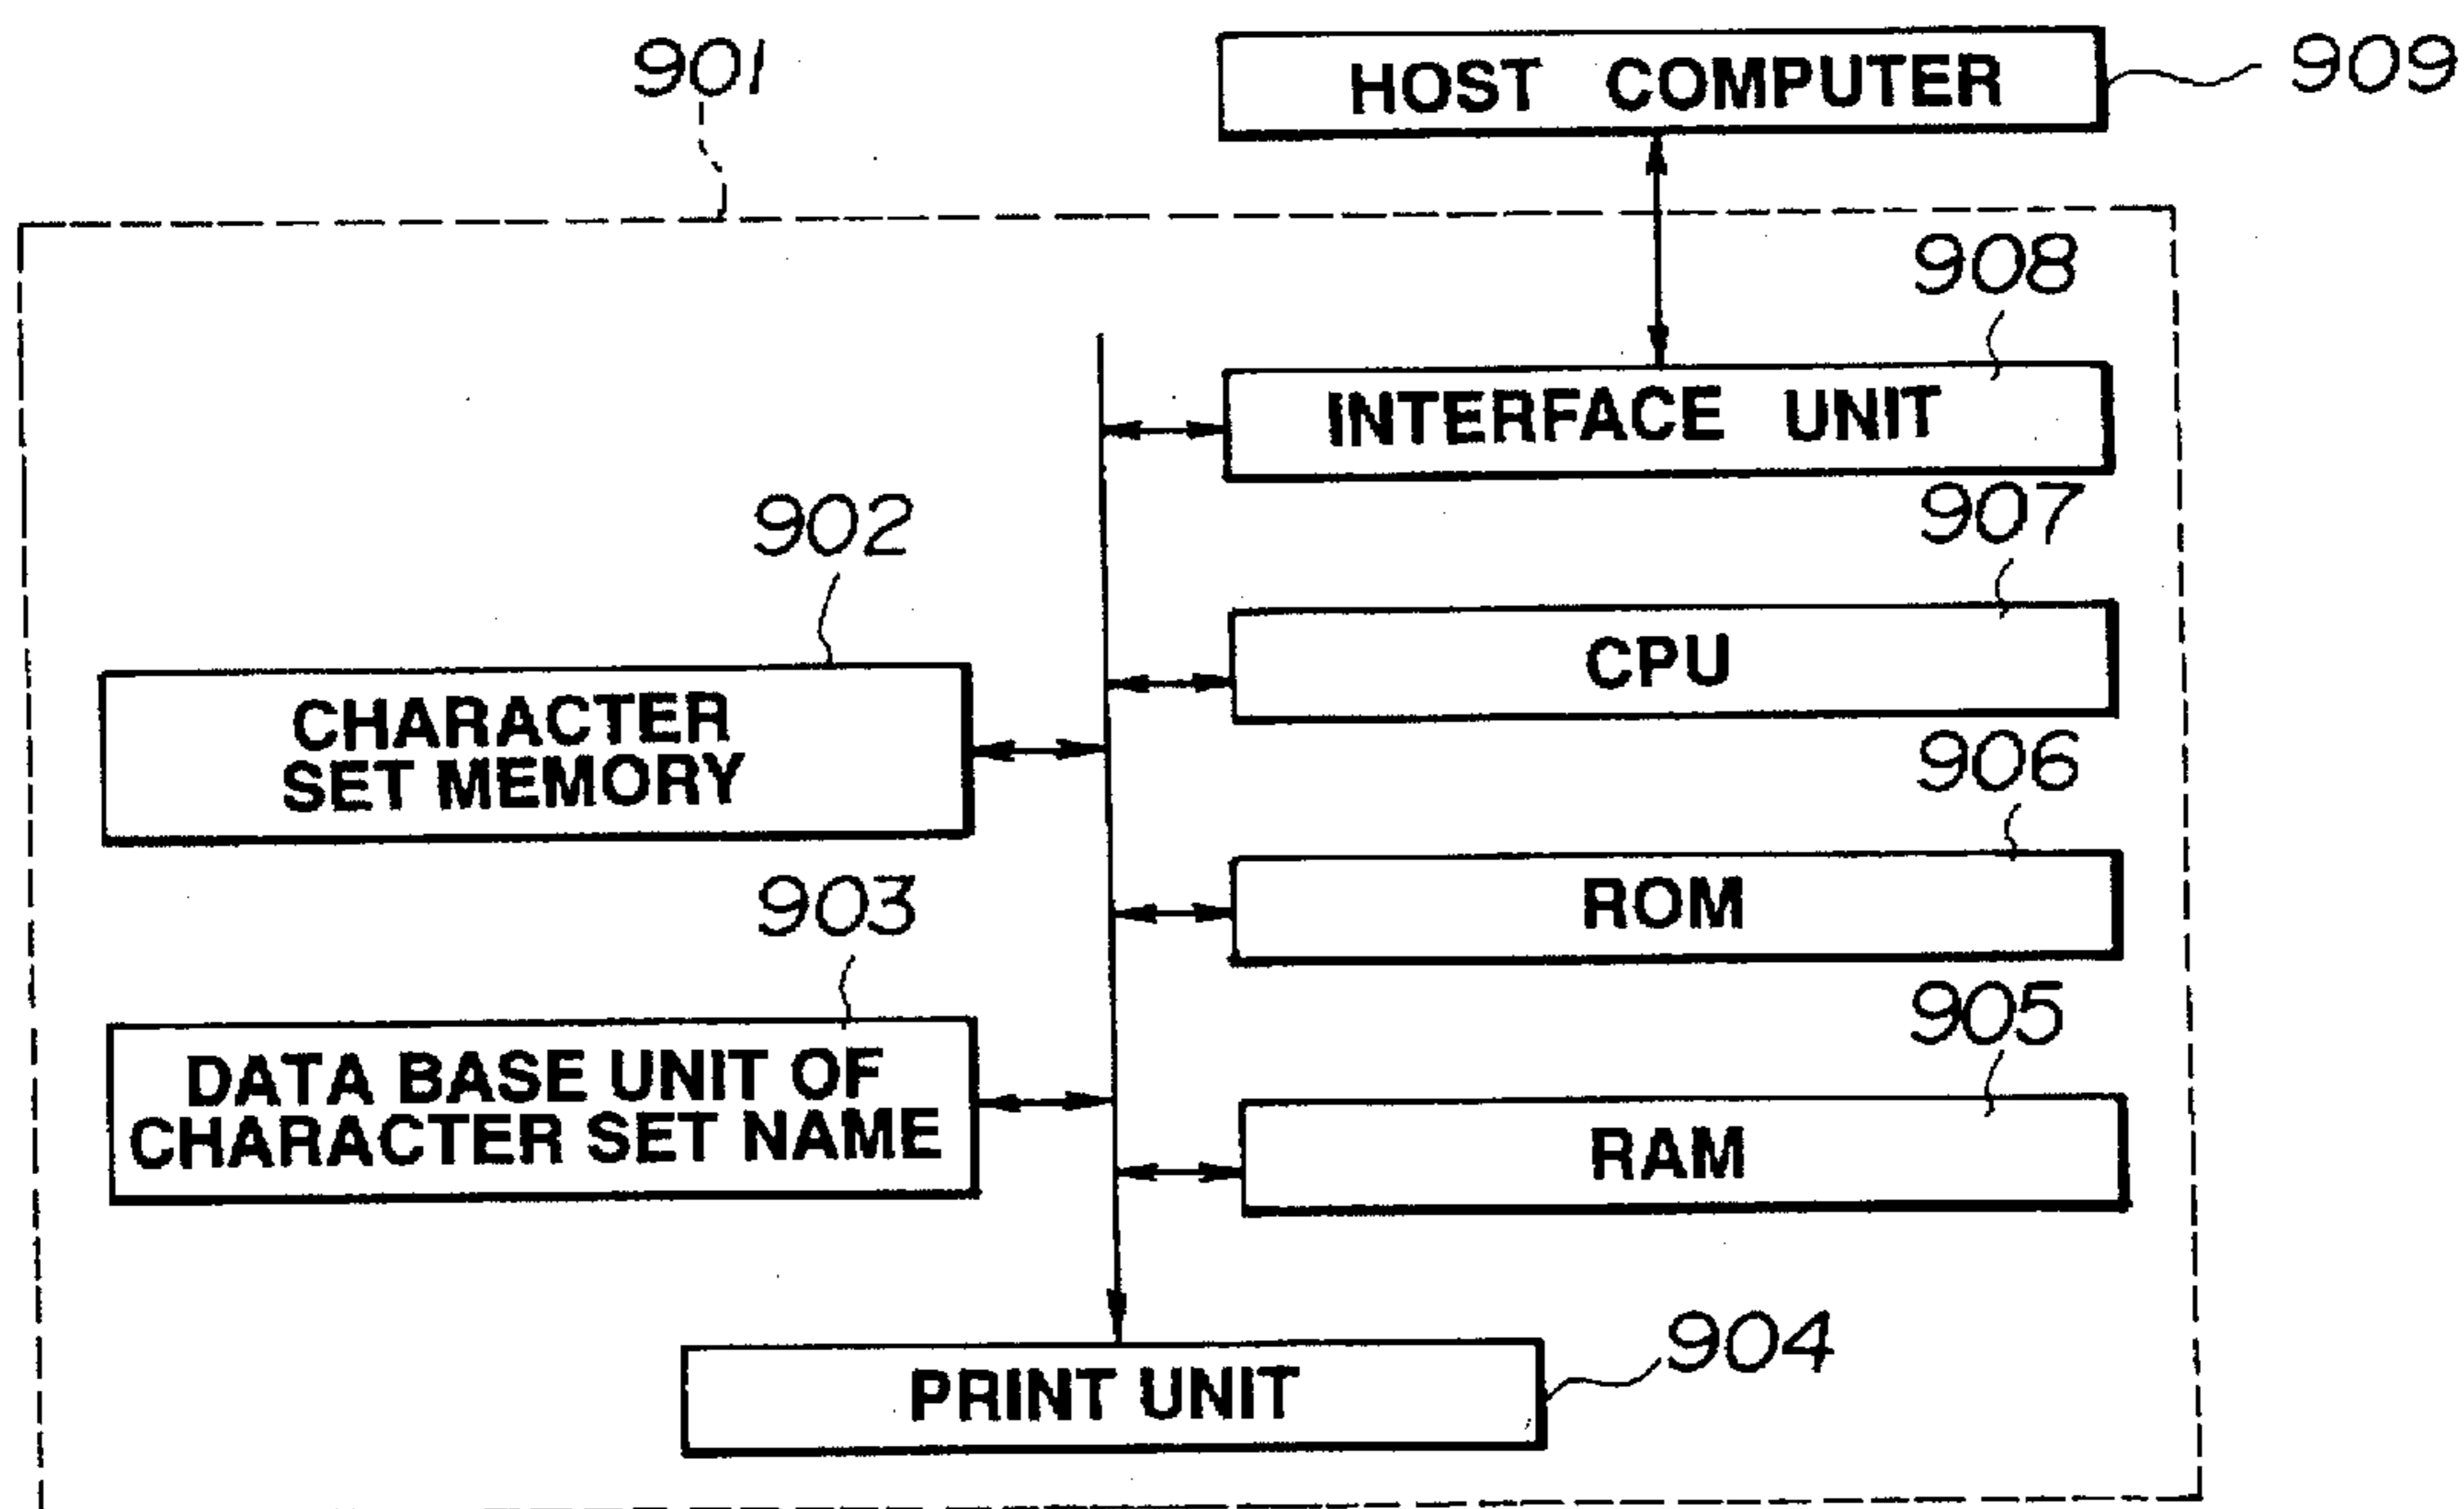 901
HOST COMPUTER
909
908
INTERFACE UNIT
902
907
CPU
CHARACTER
SET MEMORY
906
903
ROM
905
DATA BASE UNIT OF
CHARACTER SET NAME
RAM
904
PRINT UNIT